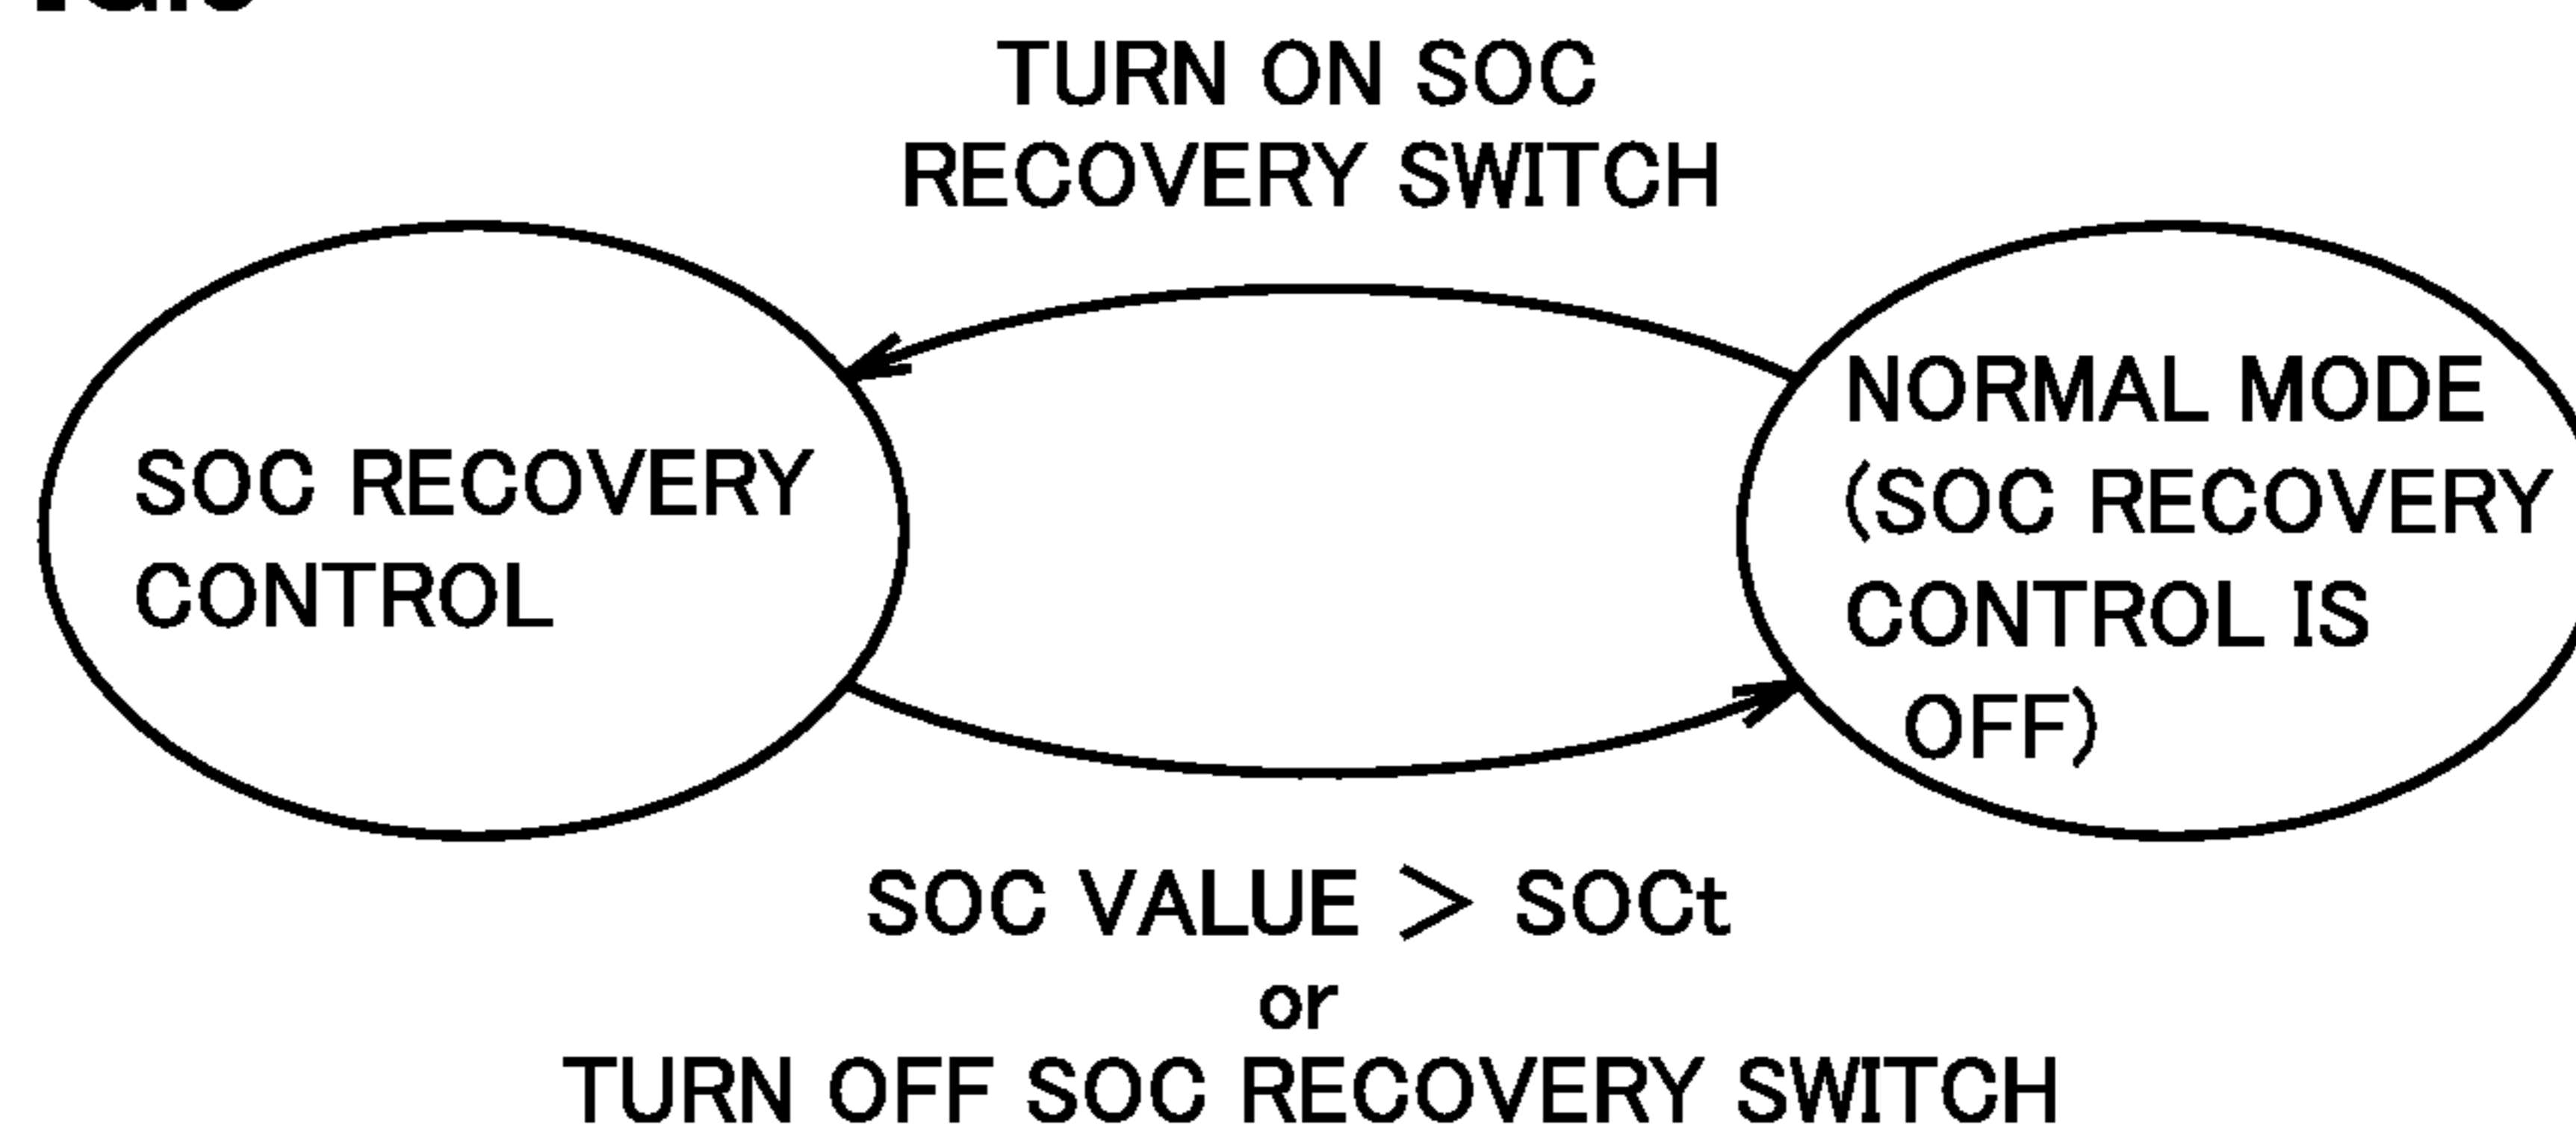 TURN ON SOC
RECOVERY SWITCH
SOC RECOVERY
CONTROL
NORMAL MODE
(SOC RECOVERY
CONTROL IS
OFF)
SOC VALUE > SOCt
or
TURN OFF SOC RECOVERY SWITCH